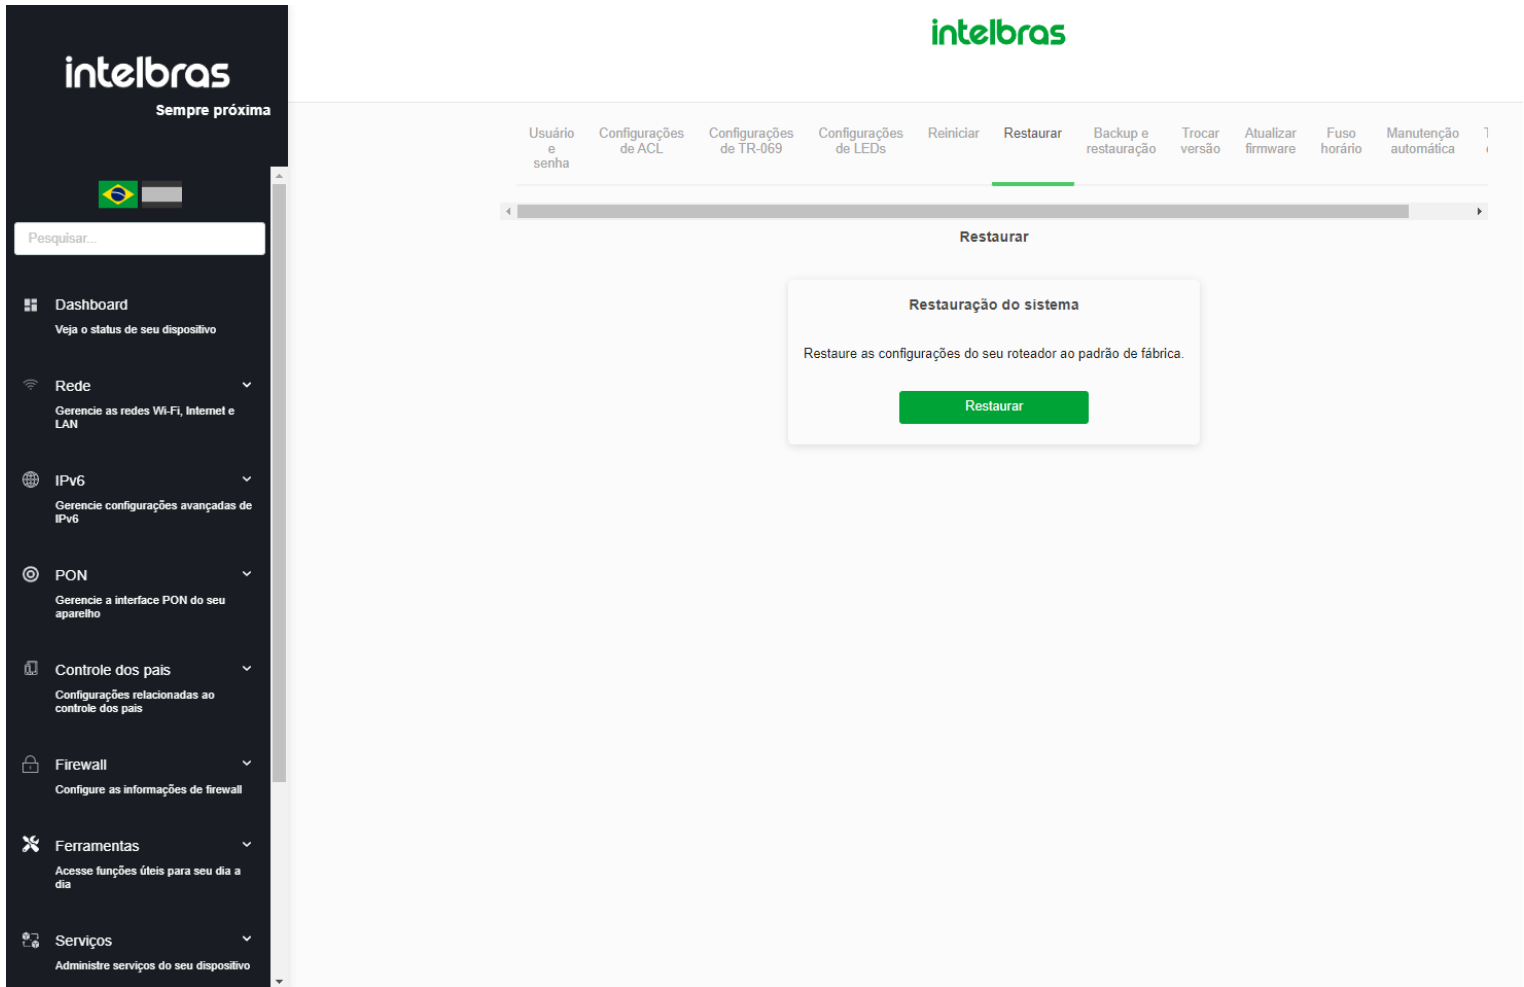 intelbras
Sempre próxima
Pesquisar...
Dashboard
Veja o status de seu dispositivo
Rede
Gerencie as redes Wi-Fi, Internet e
LAN
IPv6
Gerencie configurações avançadas de
IPv6
PON
Gerencie a interface PON do seu
aparelho
Controle dos pais
Configurações relacionadas ao
controle dos pais
Firewall
Configure as informações de firewall
Ferramentas
Acesse funções úteis para seu dia a
dia
Serviços
Administre serviços do seu dispositivo
intelbras
Usuário
e
senha
Configurações
de ACL
Configurações
de TR-069
Configurações
de LEDs
Reiniciar
Restaurar
Backup e
restauração
Trocar
versão
Atualizar
firmware
Fuso
horário
Manutenção
automática
Restaurar
Restauração do sistema
Restaure as configurações do seu roteador ao padrão de fábrica.
Restaurar